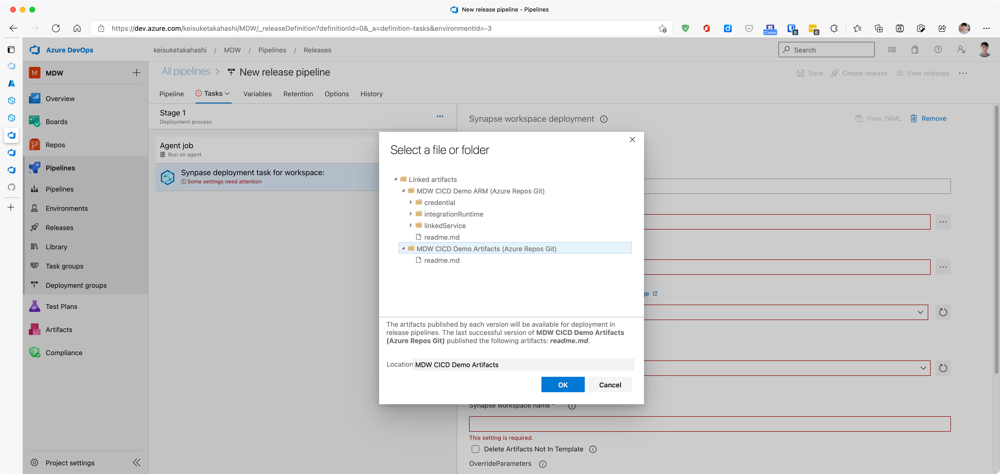 New release pipeline - Pipelines
https://dev.azure.com/keisuketakahashi/MDW/_releaseDefinition?definitionId=0&_a=definition-tasks&environmentId=-3
Comn
9
6
Azure DevOps
keisuketakahashi / MDW / Pipelines / Releases
Search
M MDW
All pipelines > New release pipeline
Save
Create release
View releases
Overview
Boards
Repos
Pipelines
Pipelines
Environments
Releases
Library
Task groups
Deployment groups
Test Plans
Artifacts
Compliance
Project settings
Pipeline
Tasks
Variables
Retention
Options
History
Stage 1
Deployment process
Agent job
Run on agent
Synpase deployment task for workspace:
Some settings need attention
Synapse workspace deployment
View YAML
Remove
Select a file or folder
Linked artifacts
MDW CICD Demo ARM (Azure Repos Git)
credential
integrationRuntime
linkedService
readme.md
MDW CICD Demo Artifacts (Azure Repos Git)
readme.md
The artifacts published by each version will be available for deployment in
release pipelines. The last successful version of MDW CICD Demo Artifacts
(Azure Repos Git) published the following artifacts: readme.md.
Location MDW CICD Demo Artifacts
OK
Cancel
Synapse workspace name *
This setting is required.
Delete Artifacts Not In Template
OverrideParameters